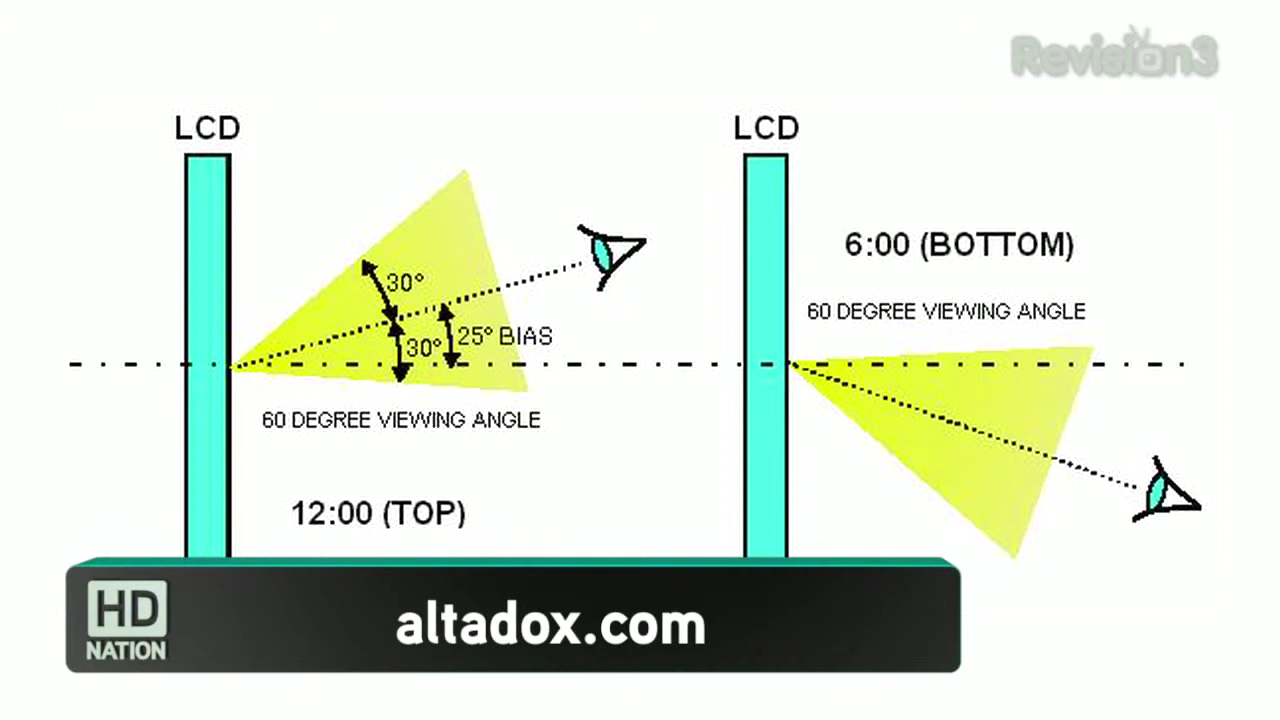 Revision3
LCD
30°
30°
25° BIAS
60 DEGREE VIEWING ANGLE
12:00 (TOP)
LCD
6:00 (BOTTOM)
60 DEGREE VIEWING ANGLE
HD
NATION
altadox.com